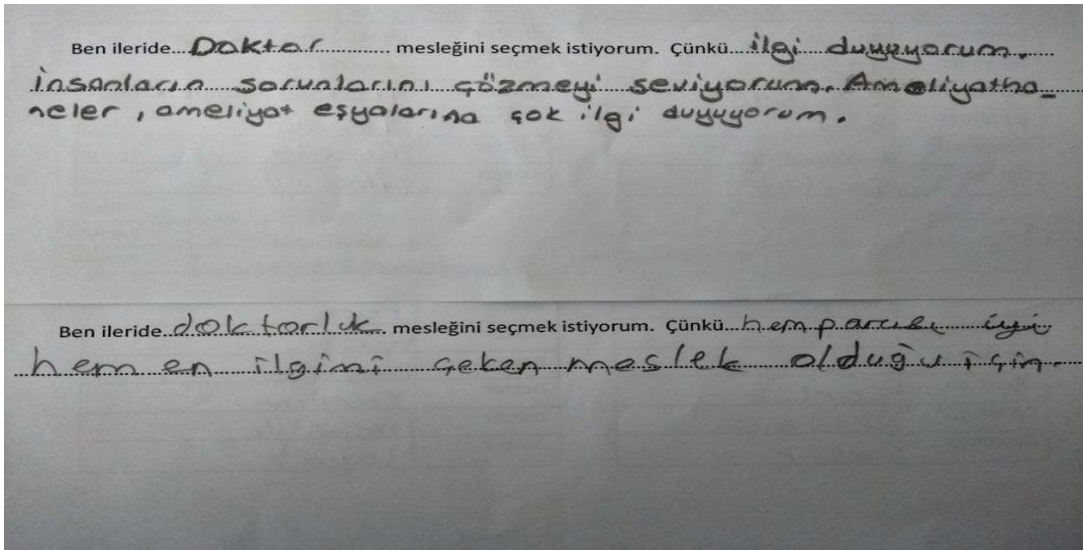 Ben ileride...Doktor............ mesleğini seçmek istiyorum. Çünkü...ilgi duyuyorum.
insanların sorunlarını çözmeyi seviyorum. Ameliyatha_
neler, ameliyat eşyalarına çok ilgi duyuyorum.
Ben ileride...doktorluk... mesleğini seçmek istiyorum. Çünkü...hem parası iyi
hem en ilgimi çeken meslek olduğu için.